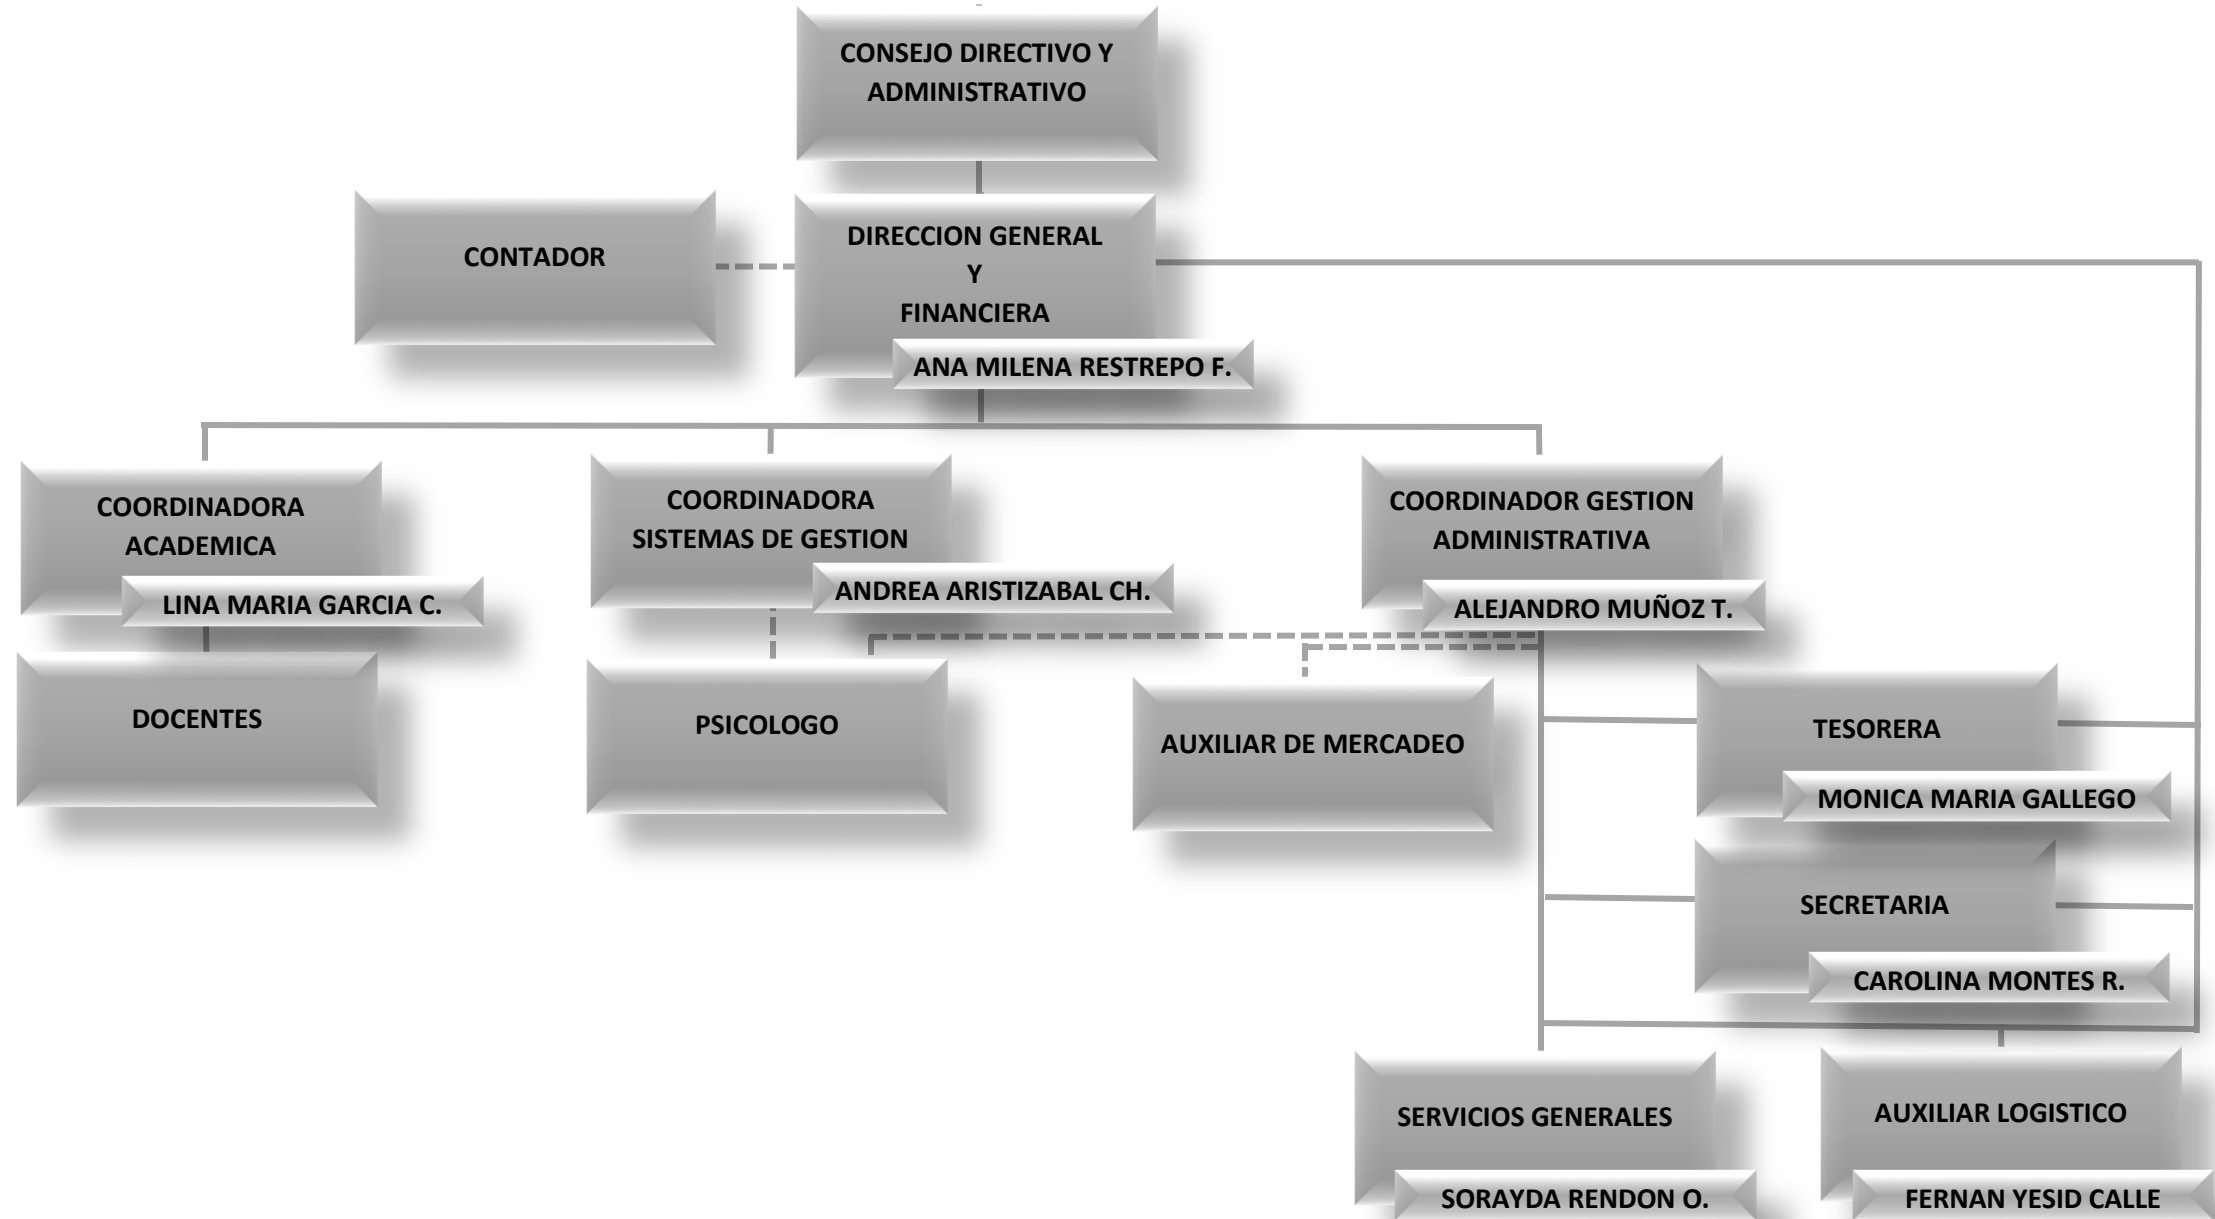 CONSEJO DIRECTIVO Y
ADMINISTRATIVO
CONTADOR
DIRECCION GENERAL
Y
FINANCIERA
ANA MILENA RESTREPO F.
COORDINADORA
ACADEMICA
LINA MARIA GARCIA C.
COORDINADORA
SISTEMAS DE GESTION
ANDREA ARISTIZABAL CH.
COORDINADOR GESTION
ADMINISTRATIVA
ALEJANDRO MUÑOZ T.
DOCENTES
PSICOLOGO
AUXILIAR DE MERCADEO
TESORERA
MONICA MARIA GALLEGO
SECRETARIA
CAROLINA MONTES R.
SERVICIOS GENERALES
SORAYDA RENDON O.
AUXILIAR LOGISTICO
FERNAN YESID CALLE